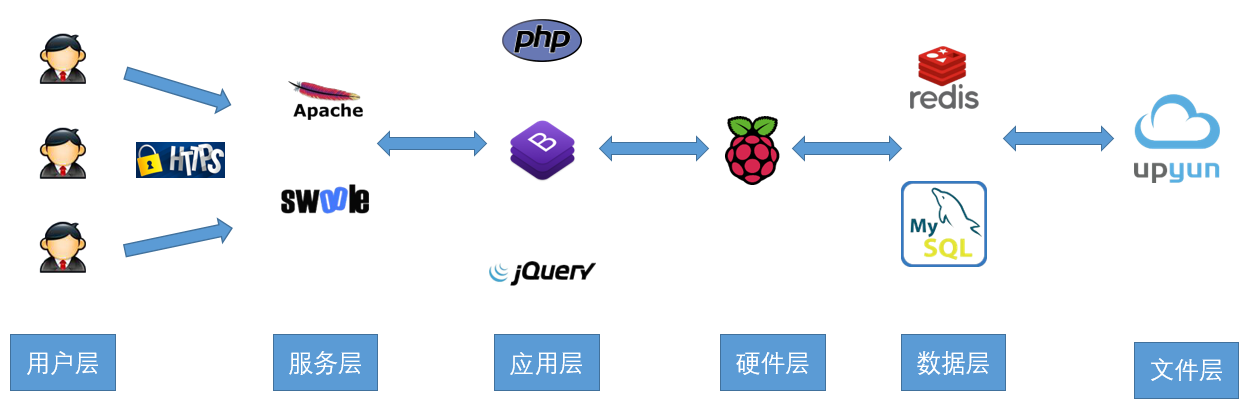 php
redis
Apache
B
HTTPS
upyun
swoole
My
SQL
jQuery
用户层
服务层
应用层
硬件层
数据层
文件层